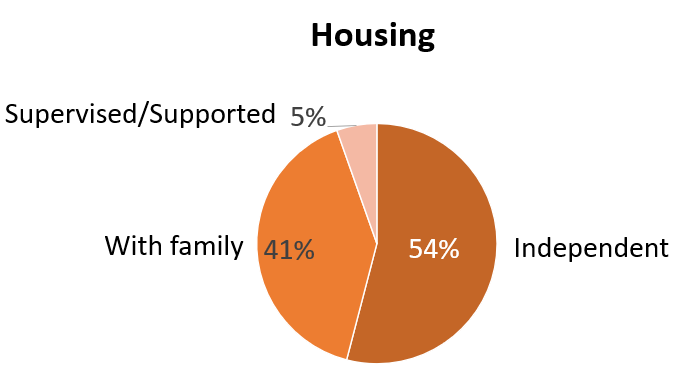 Housing
Supervised/Supported 5%
With family 41%
54% Independent